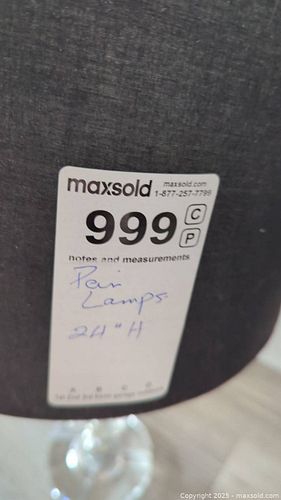 maxsold maxsold.com
1-877-257-7798
999 C
P
notes and measurements
Pair
Lamps
24" H
A B C D
Copyright 2025 - maxsold.com